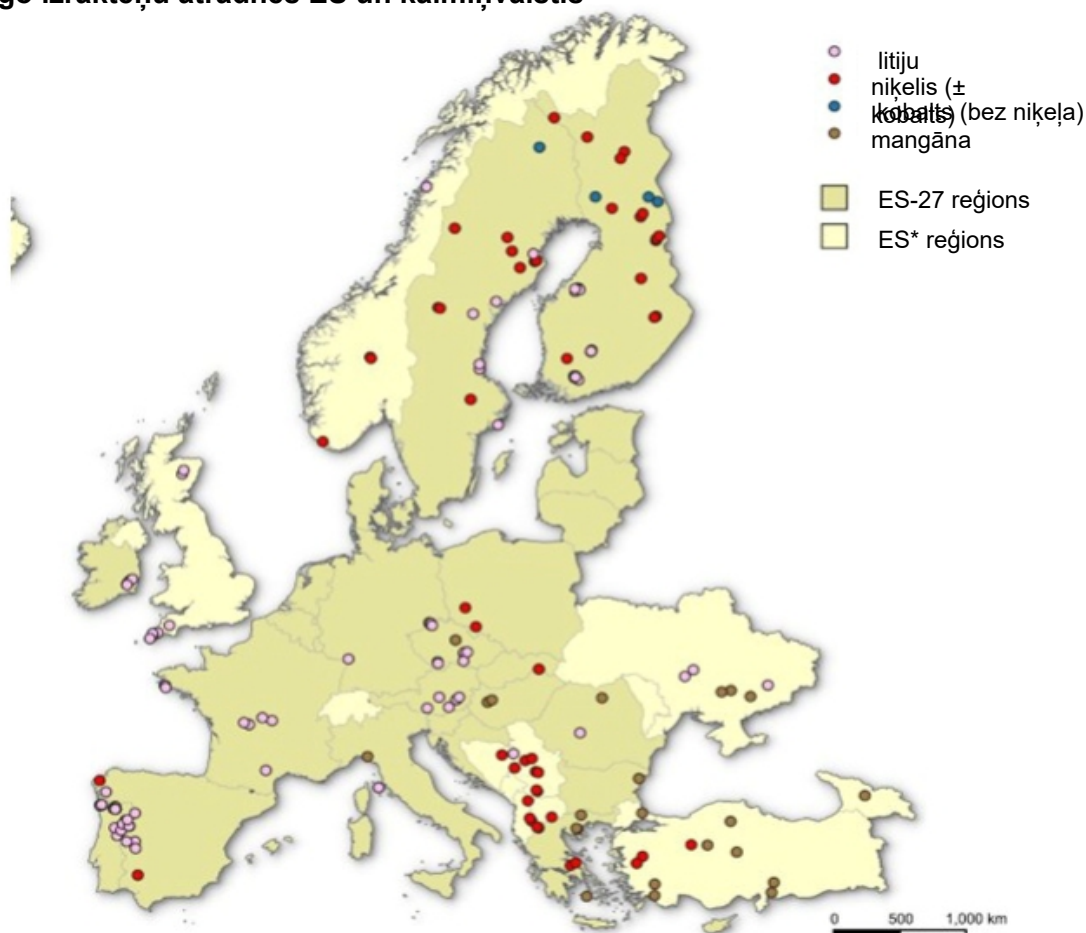 izrakteņu atradnes ES un kaimiņvalstīs
litiju
niķelis (±
kobalts)
kobalts (bez niķeļa)
mangāna
ES-27 reģions
ES* reģions
0 500 1,000 km